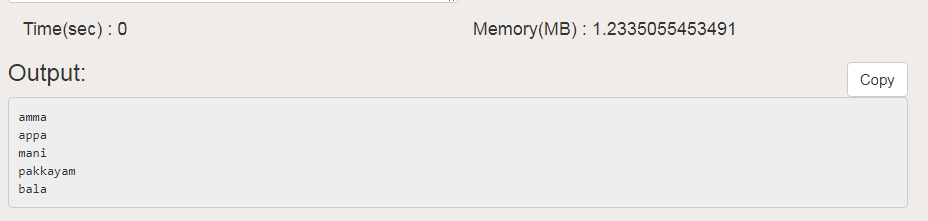 Time(sec) : 0 Memory(MB) : 1.2335055453491
Output:
Copy
amma
appa
mani
pakkayam
bala